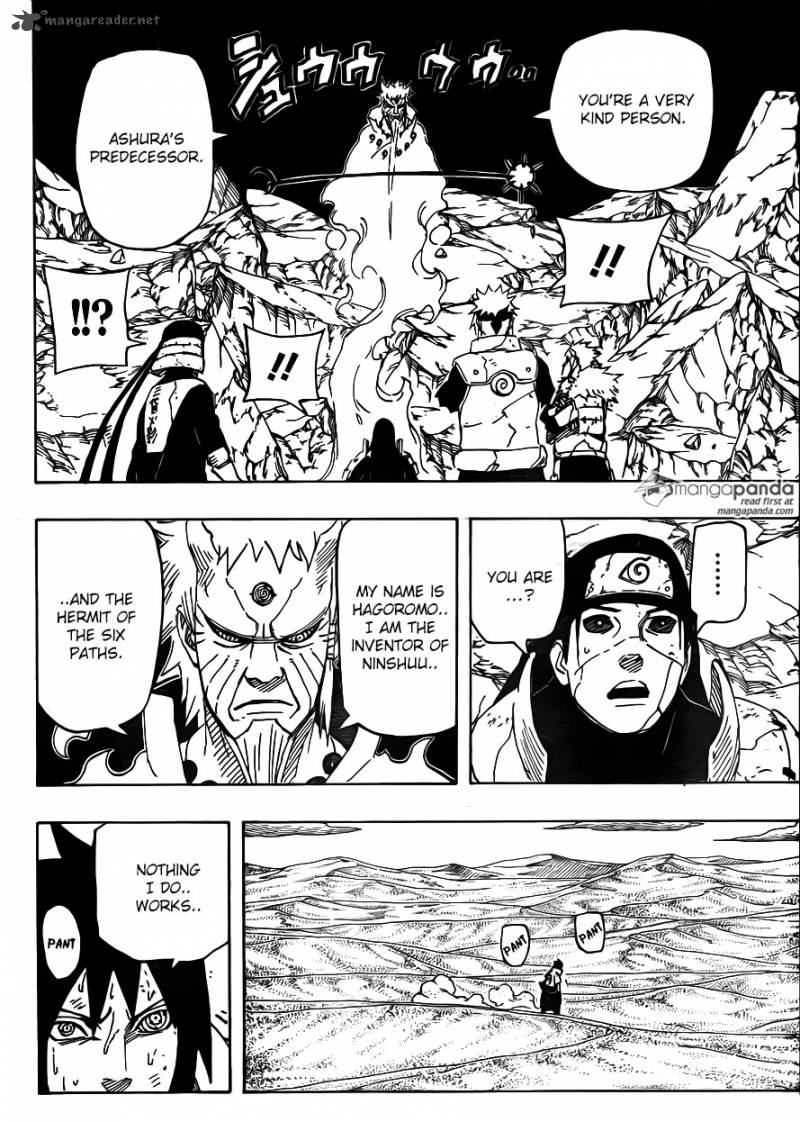 mangareader.net
シュウウ ウウ...
YOU'RE A VERY
KIND PERSON.
ASHURA'S
PREDECESSOR.
!!
!!
!!?
mangapanda
read first at
mangapanda.com
.......
YOU ARE
...?
MY NAME IS
HAGOROMO..
I AM THE
INVENTOR OF
NINSHUU..
..AND THE
HERMIT OF
THE SIX
PATHS.
PANT
PANT
NOTHING
I DO..
WORKS..
PANT